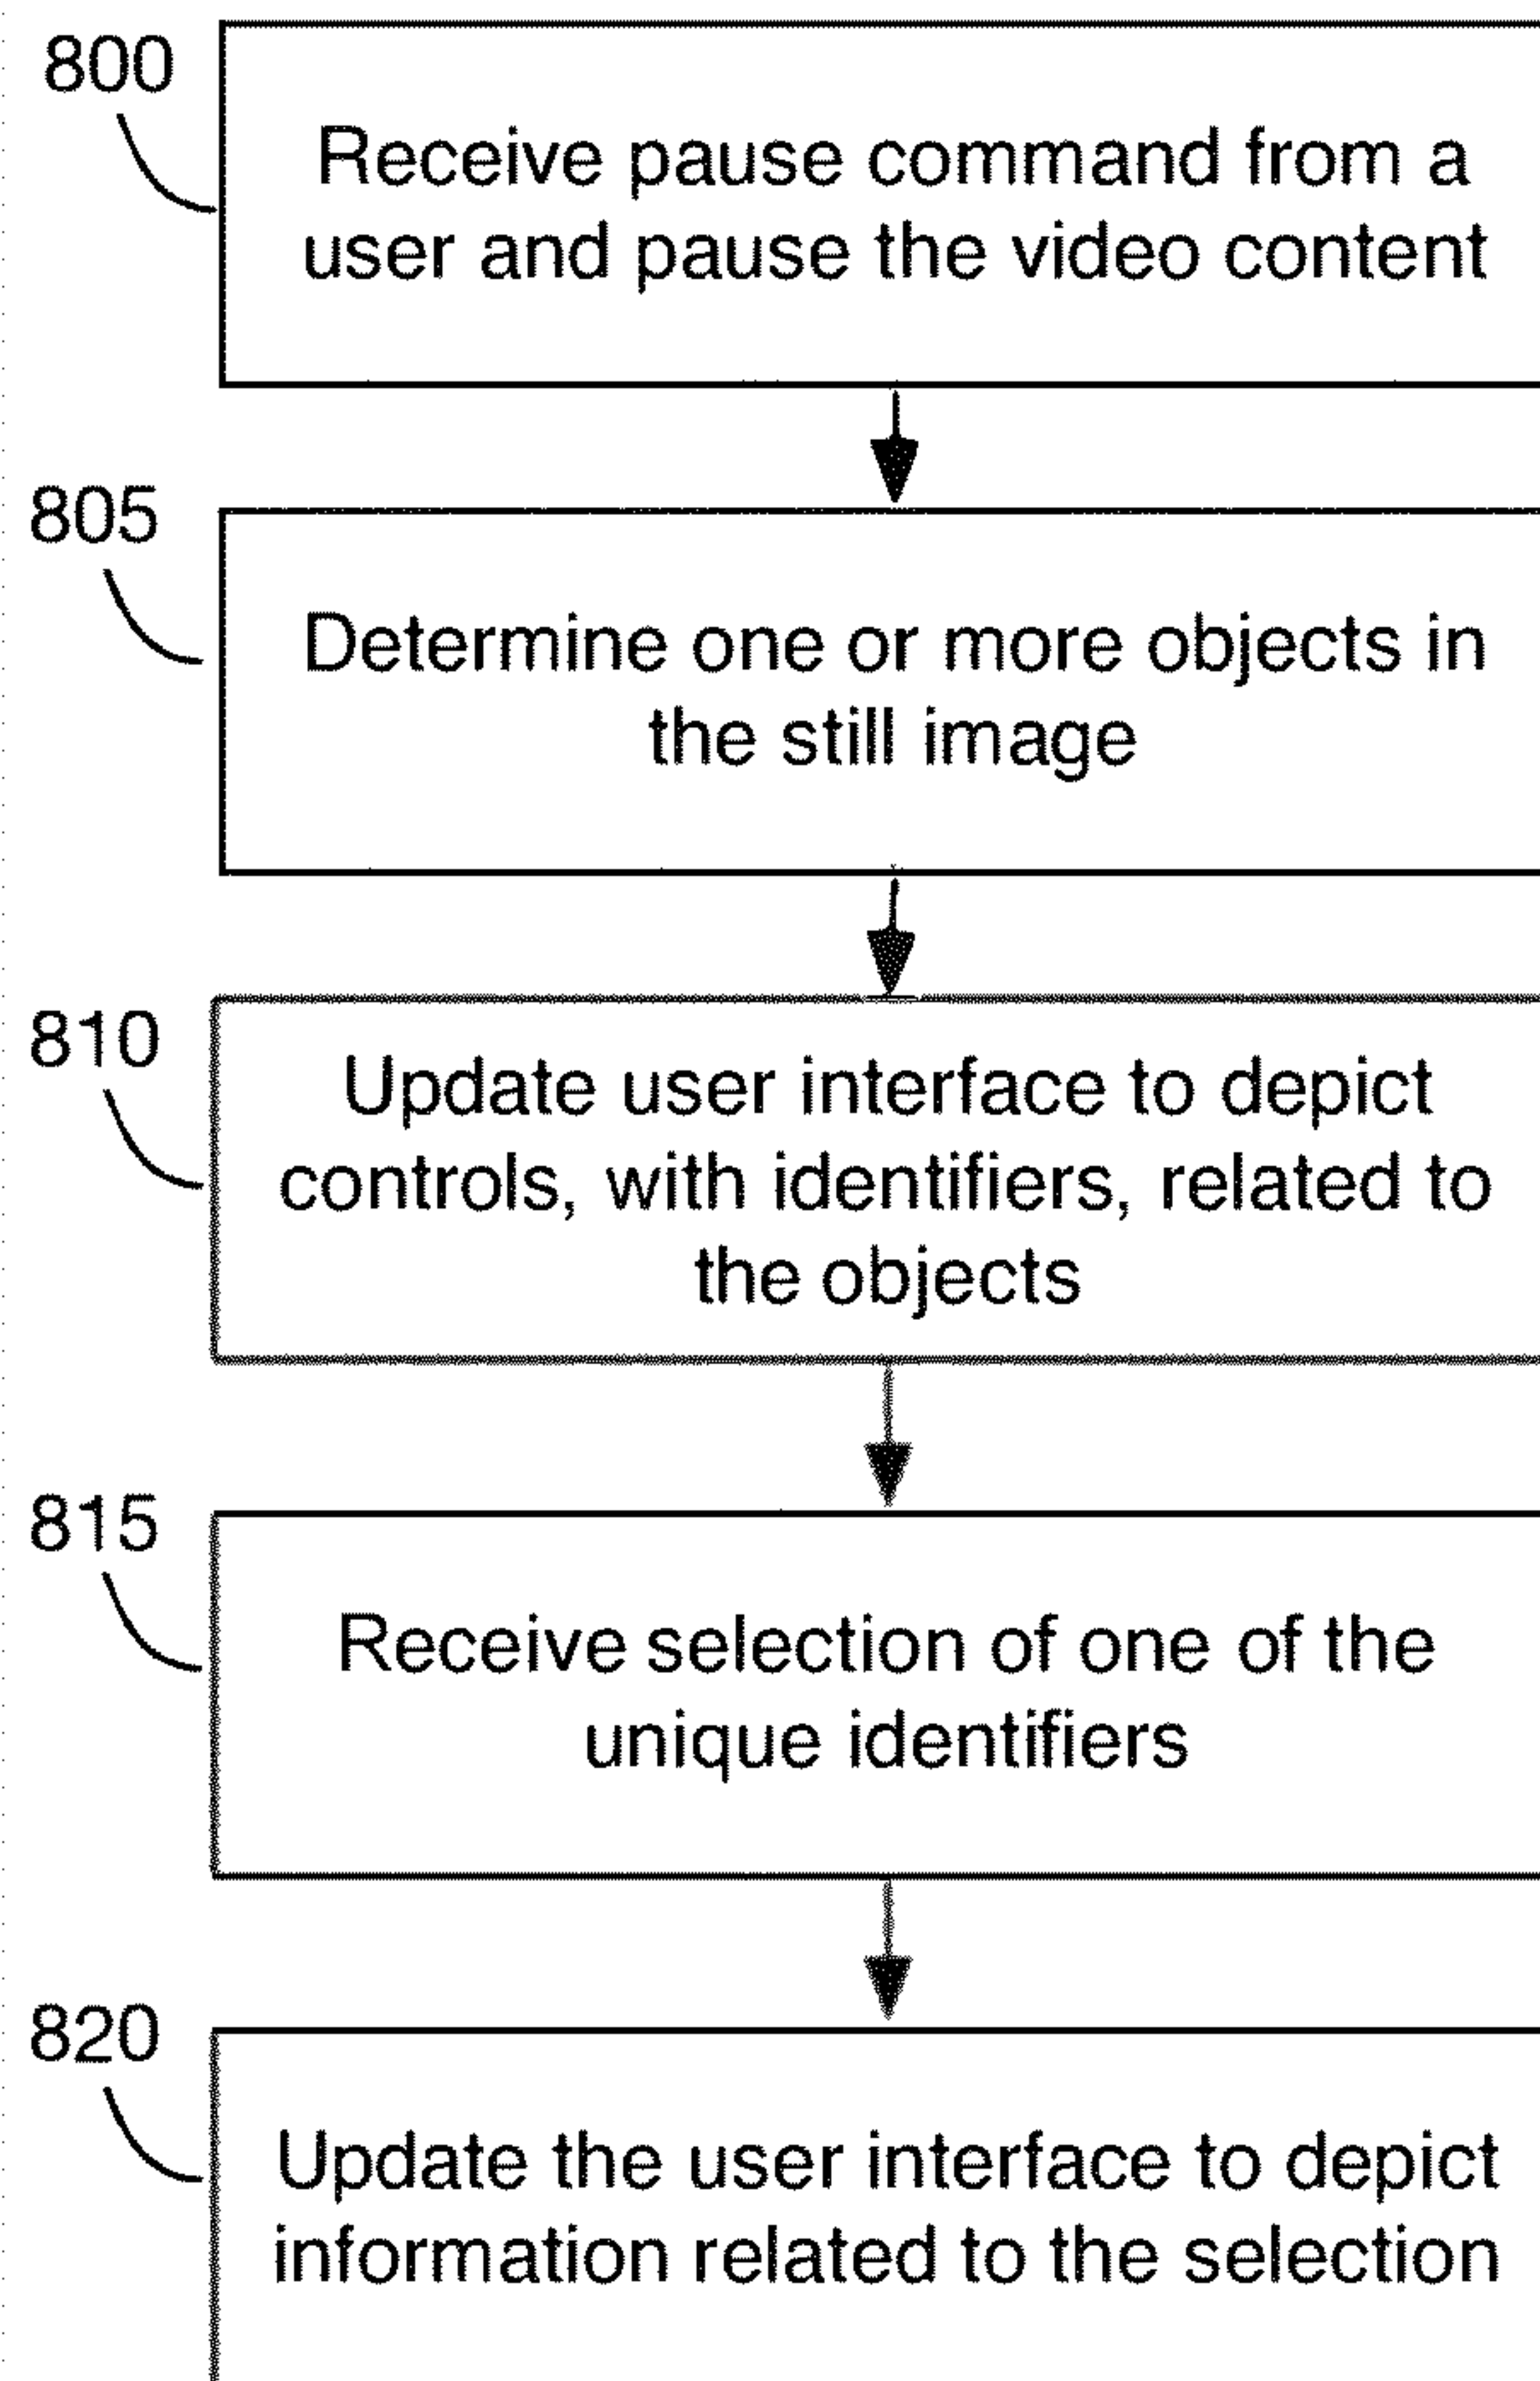 800
Receive pause command from a
user and pause the video content
805
Determine one or more objects in
the still image
810
Update user interface to depict
controls, with identifiers, related to
the objects
815
Receive selection of one of the
unique identifiers
820
Update the user interface to depict
information related to the selection